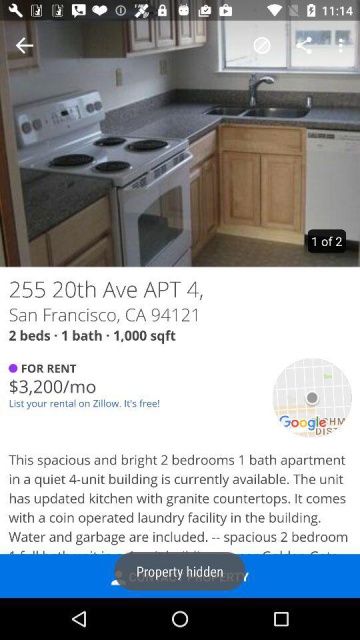 11:14
1 of 2
255 20th Ave APT 4,
San Francisco, CA 94121
2 beds · 1 bath · 1,000 sqft
FOR RENT
$3,200/mo
List your rental on Zillow. It's free!
Google
This spacious and bright 2 bedrooms 1 bath apartment
in a quiet 4-unit building is currently available. The unit
has updated kitchen with granite countertops. It comes
with a coin operated laundry facility in the building.
Water and garbage are included. -- spacious 2 bedroom
Property hidden